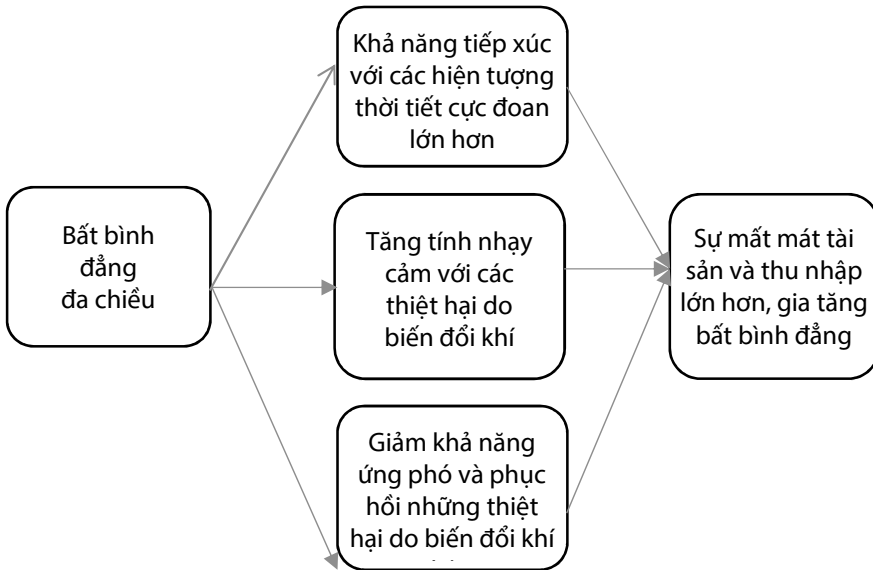 Khả năng tiếp xúc
với các hiện tượng
thời tiết cực đoan
lớn hơn
Bất bình
đẳng
đa chiều
Tăng tính nhạy
cảm với các
thiệt hại do
biến đổi khí
Sự mất mát tài
sản và thu nhập
lớn hơn, gia tăng
bất bình đẳng
Giảm khả năng
ứng phó và phục
hồi những thiệt
hại do biến đổi khí